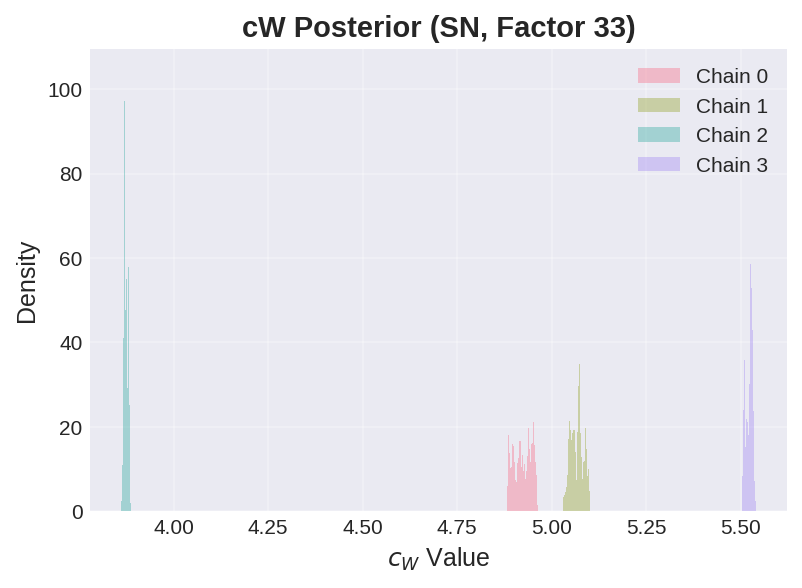 cW Posterior (SN, Factor 33)
Chain 0
Chain 1
Chain 2
Chain 3
100
80
60
40
20
0
Density
4.00 4.25 4.50 4.75 5.00 5.25 5.50
c_W Value